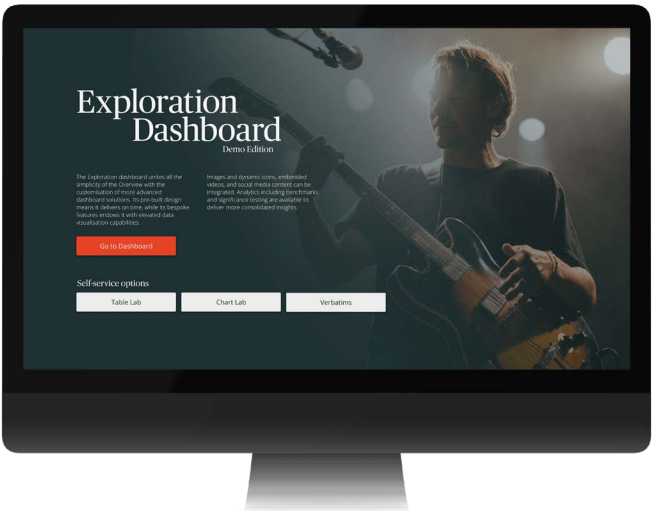 Exploration
Dashboard
Demo Edition
The Exploration dashboard unites all the
simplicity of the Overview with the
customisation of more advanced
dashboard solutions. Its pre-built design
means it delivers on time, while its bespoke
features endows it with elevated data
visualisation capabilities.
Images and dynamic icons, embedded
videos, and social media content can be
integrated. Analytics including benchmarks
and significance testing are available to
deliver more consolidated insights.
Go to Dashboard
Self-service options
Table Lab
Chart Lab
Verbatims